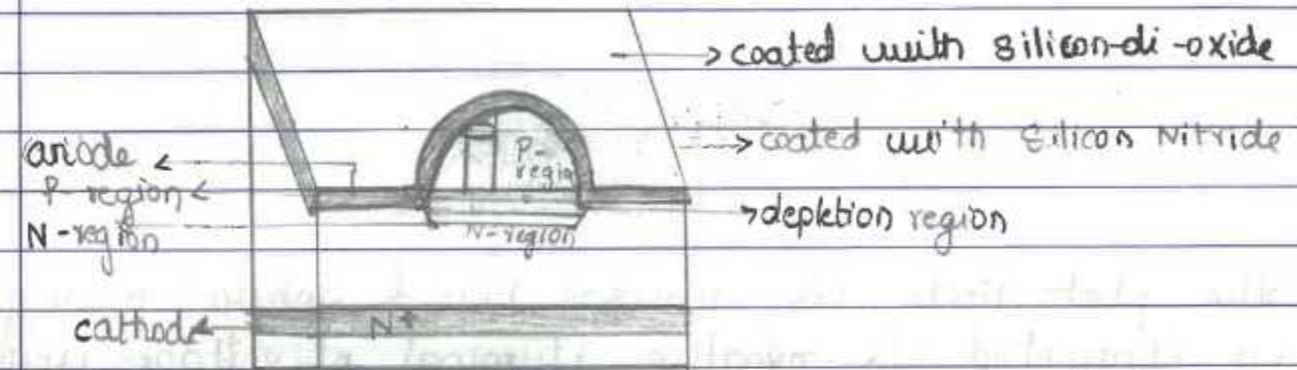 coated with silicon-di-oxide
coated with Silicon Nitride
anode
P-region
N-region
P-
regio
depletion region
N-region
cathode
N+